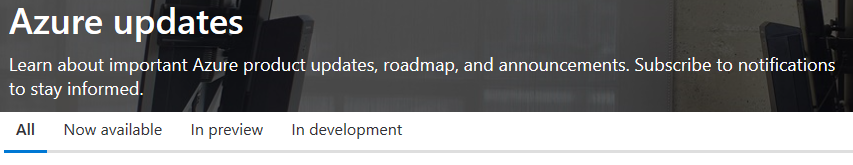 Azure updates
Learn about important Azure product updates, roadmap, and announcements. Subscribe to notifications
to stay informed.
All Now available In preview In development